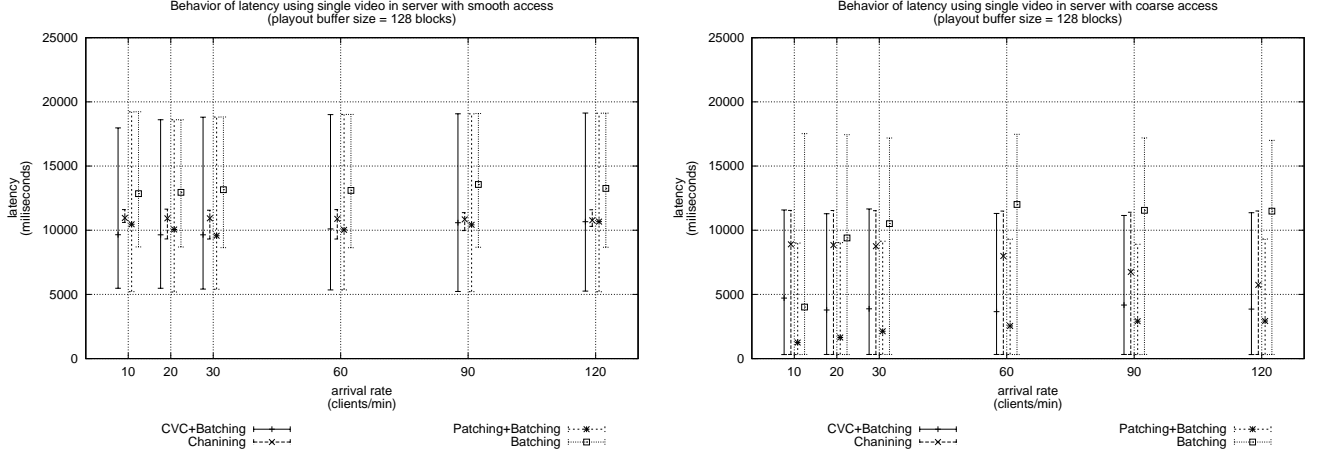 Behavior of latency using single video in server with smooth access
(playout buffer size = 128 blocks)
25000
20000
15000
10000
5000
0
latency
(miliseconds)
10 20 30 60 90 120
arrival rate
(clients/min)
CVC+Batching
Chanining
Patching+Batching
Batching
Behavior of latency using single video in server with coarse access
(playout buffer size = 128 blocks)
25000
20000
15000
10000
5000
0
latency
(miliseconds)
10 20 30 60 90 120
arrival rate
(clients/min)
CVC+Batching
Chanining
Patching+Batching
Batching